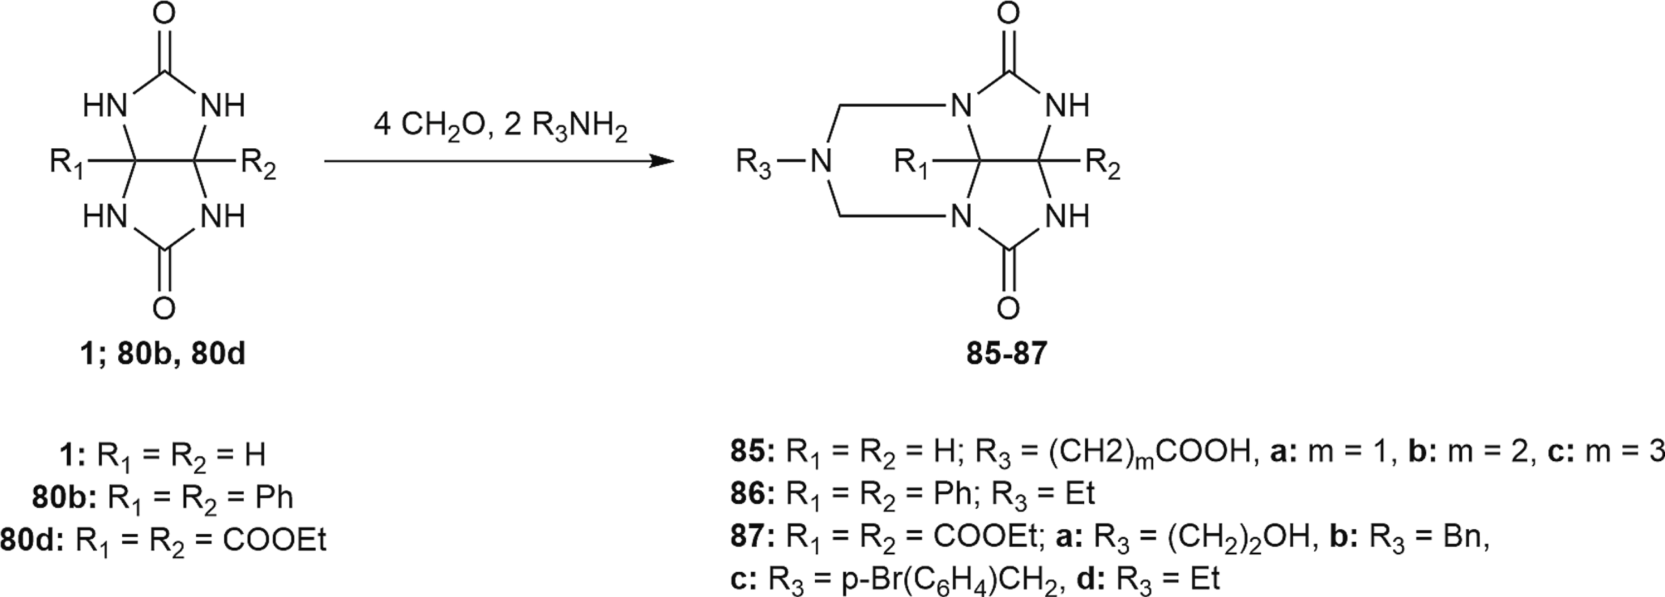 O O
HN NH N NH
4 CH₂O, 2 R₃NH₂
R₁ R₂ R₃ N R₁ R₂
HN NH N NH
O O
1; 80b, 80d 85-87
1: R₁ = R₂ = H
80b: R₁ = R₂ = Ph
80d: R₁ = R₂ = COOEt
85: R₁ = R₂ = H; R₃ = (CH2)ₘCOOH, a: m = 1, b: m = 2, c: m = 3
86: R₁ = R₂ = Ph; R₃ = Et
87: R₁ = R₂ = COOEt; a: R₃ = (CH₂)₂OH, b: R₃ = Bn,
c: R₃ = p-Br(C₆H₄)CH₂, d: R₃ = Et